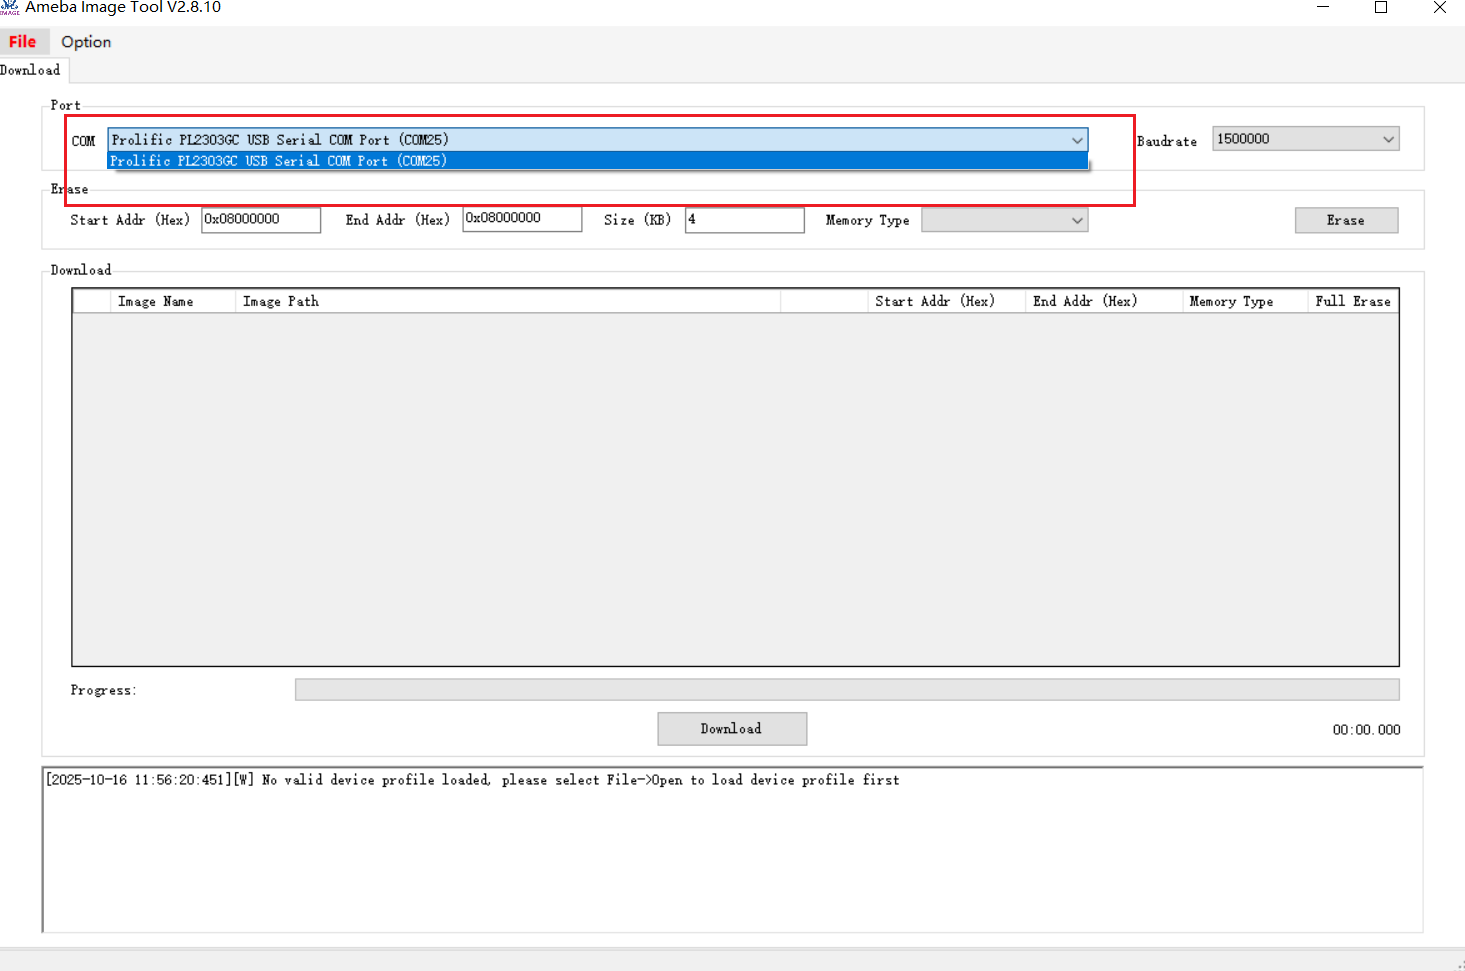 Ameba Image Tool V2.8.10
File Option
Download
Port
COM Prolific PL2303GC USB Serial COM Port (COM25) Baudrate 1500000
Prolific PL2303GC USB Serial COM Port (COM25)
Erase
Start Addr (Hex) 0x08000000 End Addr (Hex) 0x08000000 Size (KB) 4 Memory Type Erase
Download
Image Name Image Path Start Addr (Hex) End Addr (Hex) Memory Type Full Erase
Progress:
Download 00:00.000
[2025-10-16 11:56:20:451][W] No valid device profile loaded, please select File->Open to load device profile first